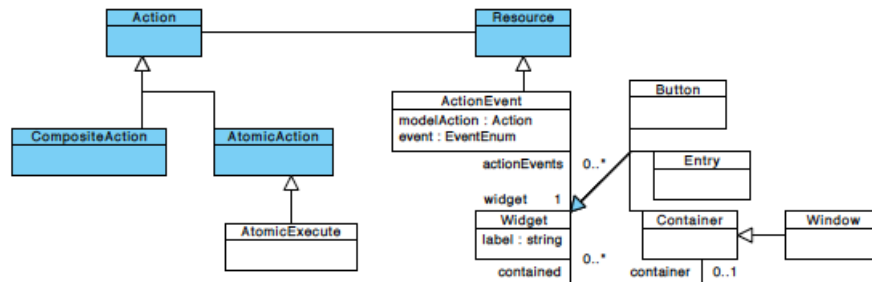 Action
Resource
ActionEvent
Button
modelAction : Action
event : EventEnum
CompositeAction
AtomicAction
actionEvents 0..*
Entry
widget 1
AtomicExecute
Widget
Container
Window
label : string
0..*
contained
container 0..1